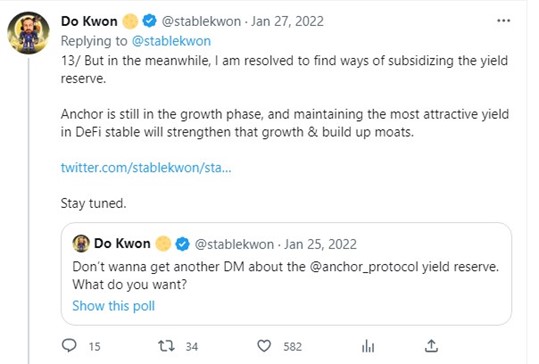 Do Kwon @stablekwon · Jan 27, 2022
Replying to @stablekwon
13/ But in the meanwhile, I am resolved to find ways of subsidizing the yield
reserve.
Anchor is still in the growth phase, and maintaining the most attractive yield
in DeFi stable will strengthen that growth & build up moats.
twitter.com/stablekwon/sta...
Stay tuned.
Do Kwon @stablekwon · Jan 25, 2022
Don't wanna get another DM about the @anchor_protocol yield reserve.
What do you want?
Show this poll
15 34 582